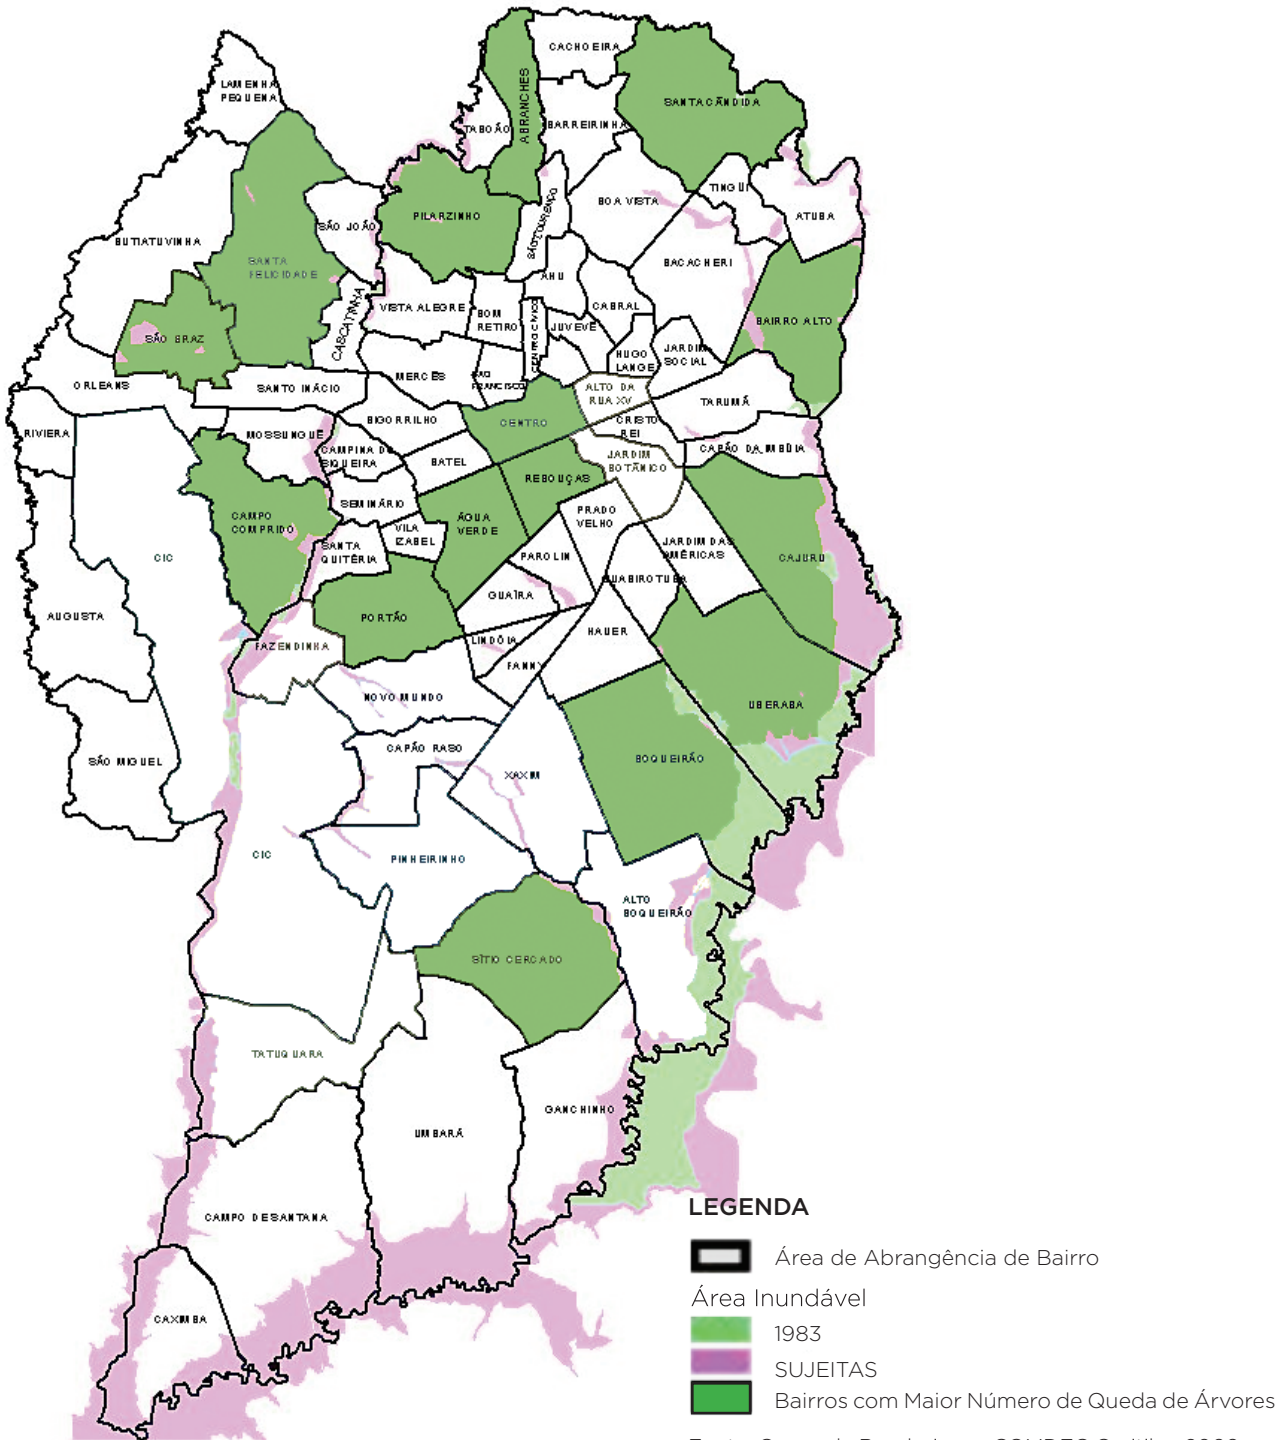 CACHOEIRA
LAMENHA
PEQUENA
SANTA CÂNDIDA
ABRANCHES
TABOÃO
BARREIRINHA
TINGUI
BOA VISTA
ATUBA
PILARZINHO
SÃO JOÃO
BUTIATUVINHA
SANTA
FELICIDADE
BACACHERI
AHU
CABRAL
VISTA ALEGRE
BOM
RETIRO
CENTRO CÍVICO
JUVEVÊ
BAIRRO ALTO
CASCATINHA
SÃO BRAZ
HUGO
LANGE
JARDIM
SOCIAL
MERCÊS
SÃO
FRANCISCO
ORLEANS
SANTO INÁCIO
ALTO DA
RUA XV
TARUMÃ
BIGORRILHO
CENTRO
CRISTO
REI
RIVIERA
MOSSUNGUE
CAMPINA DO
SIQUEIRA
BATEL
JARDIM
BOTÂNICO
CAPÃO DA IMBÚIA
REBOUÇAS
SEMINÁRIO
CAMPO
COMPRIDO
ÁGUA
VERDE
PRADO
VELHO
VILA
IZABEL
SANTA
QUITÉRIA
PAROLIN
JARDIM DAS
AMÉRICAS
CIC
CAJURU
GUABIROTUBA
GUAÍRA
AUGUSTA
PORTÃO
HAUER
LINDÓIA
FAZENDINHA
FANNY
NOVO MUNDO
UBERABA
CAPÃO RASO
SÃO MIGUEL
BOQUEIRÃO
XAXIM
CIC
PINHEIRINHO
ALTO
BOQUEIRÃO
SÍTIO CERCADO
TATUQUARA
GANCHINHO
UMBARÁ
CAMPO DE SANTANA
CAXIMBA
LEGENDA
Área de Abrangência de Bairro
Área Inundável
1983
SUJEITAS
Bairros com Maior Número de Queda de Árvores